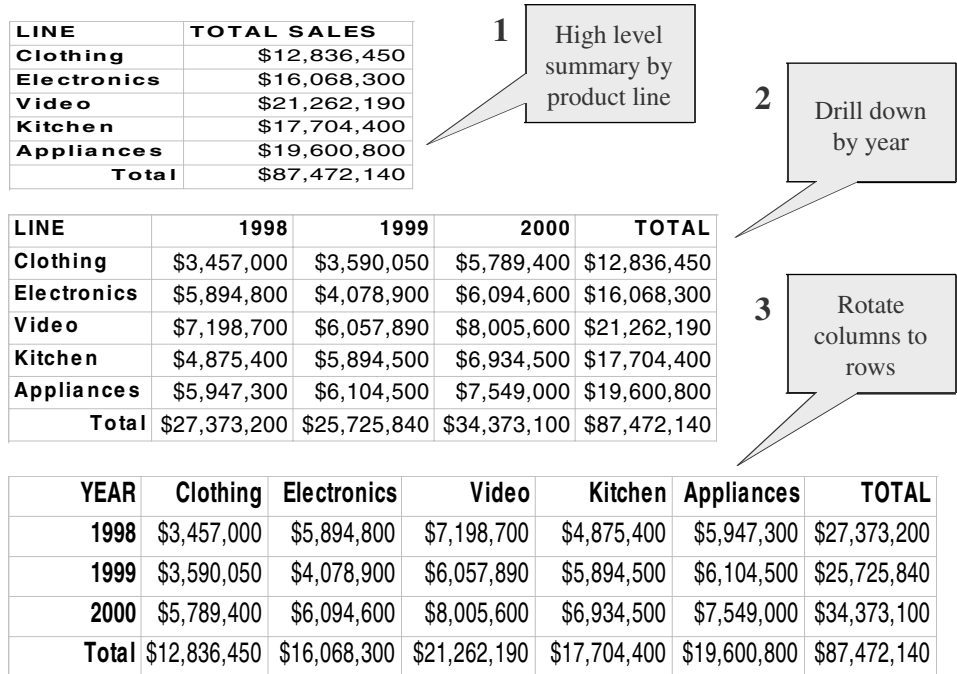 LINE TOTAL SALES
Clothing $12,836,450
Electronics $16,068,300
Video $21,262,190
Kitchen $17,704,400
Appliances $19,600,800
Total $87,472,140
1
High level
summary by
product line
2
Drill down
by year
LINE 1998 1999 2000 TOTAL
Clothing $3,457,000 $3,590,050 $5,789,400 $12,836,450
Electronics $5,894,800 $4,078,900 $6,094,600 $16,068,300
Video $7,198,700 $6,057,890 $8,005,600 $21,262,190
Kitchen $4,875,400 $5,894,500 $6,934,500 $17,704,400
Appliances $5,947,300 $6,104,500 $7,549,000 $19,600,800
Total $27,373,200 $25,725,840 $34,373,100 $87,472,140
3
Rotate
columns to
rows
YEAR Clothing Electronics Video Kitchen Appliances TOTAL
1998 $3,457,000 $5,894,800 $7,198,700 $4,875,400 $5,947,300 $27,373,200
1999 $3,590,050 $4,078,900 $6,057,890 $5,894,500 $6,104,500 $25,725,840
2000 $5,789,400 $6,094,600 $8,005,600 $6,934,500 $7,549,000 $34,373,100
Total $12,836,450 $16,068,300 $21,262,190 $17,704,400 $19,600,800 $87,472,140